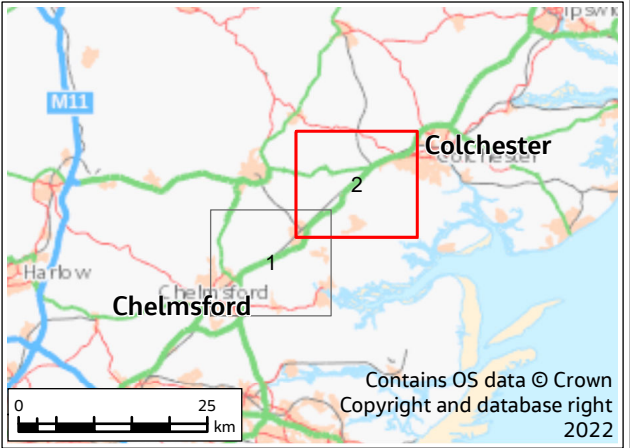 M11
Colchester
Colchester
2
1
Harlow
Chelmsford
Chelmsford
Contains OS data © Crown
Copyright and database right
2022
0 25
km